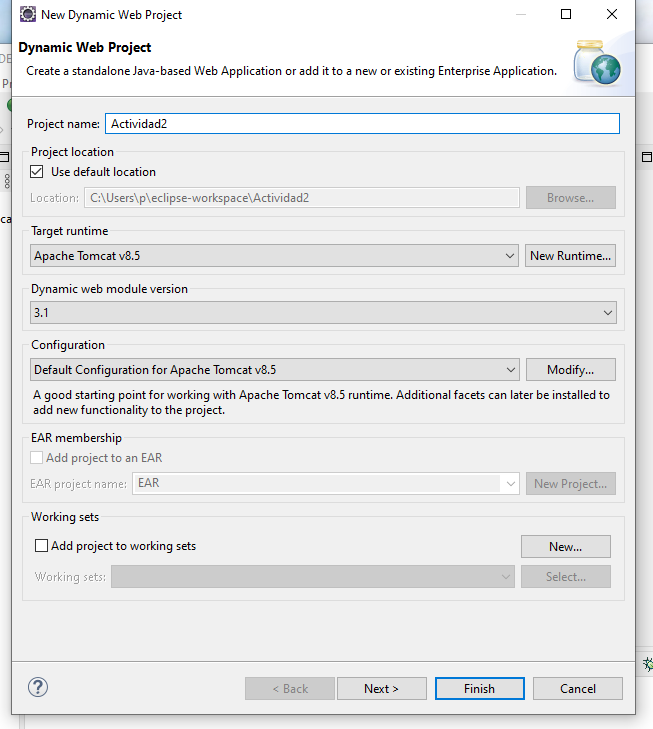 New Dynamic Web Project
Dynamic Web Project
Create a standalone Java-based Web Application or add it to a new or existing Enterprise Application.
Project name: Actividad2
Project location
Use default location
Location: C:\Users\p\eclipse-workspace\Actividad2 Browse...
Target runtime
Apache Tomcat v8.5 New Runtime...
Dynamic web module version
3.1
Configuration
Default Configuration for Apache Tomcat v8.5 Modify...
A good starting point for working with Apache Tomcat v8.5 runtime. Additional facets can later be installed to
add new functionality to the project.
EAR membership
Add project to an EAR
EAR project name: EAR New Project...
Working sets
Add project to working sets New...
Working sets: Select...
? < Back Next > Finish Cancel